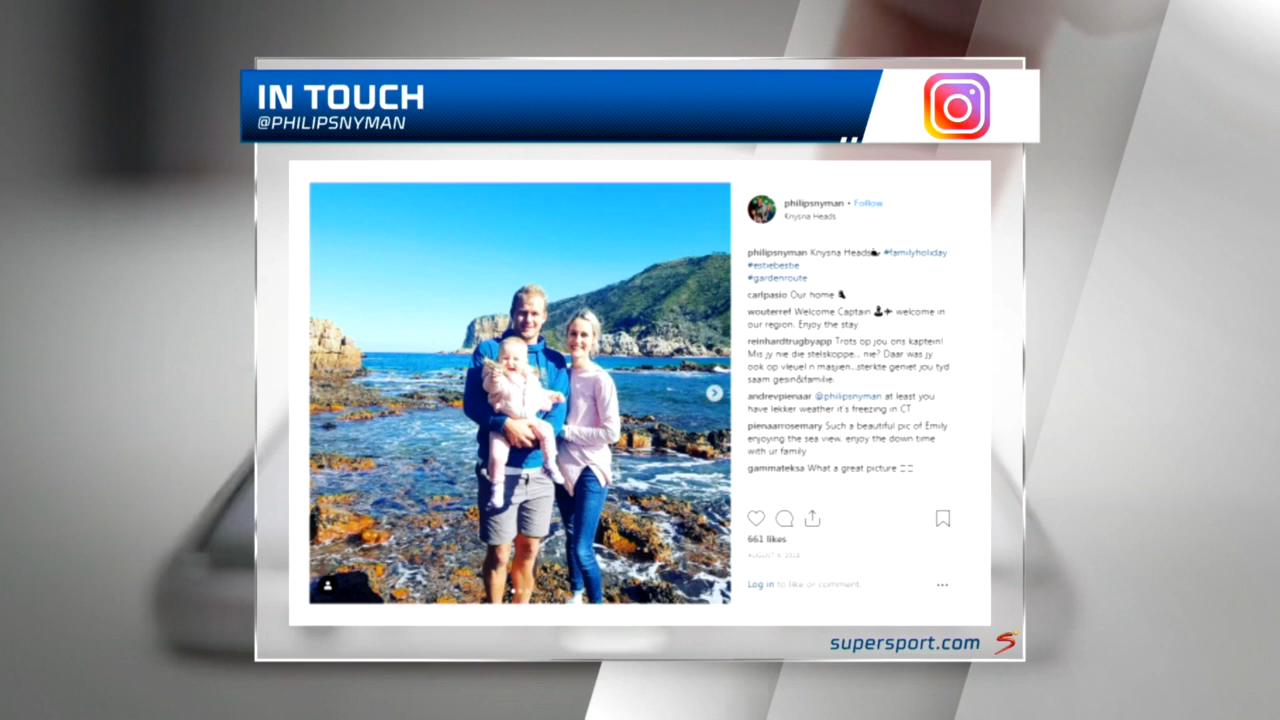 IN TOUCH
@PHILIPSNYMAN
philipsnyman • Follow
Knysna Heads
philipsnyman Knysna Heads #familyholiday
#estiebestie
#gardenroute
carlpasio Our home
wouterref Welcome Captain welcome in
our region. Enjoy the stay
reinhardtrugbyapp Trots op jou ons kaptein!
Mis jy nie die stelskoppe... nie? Daar was jy
ook op vleuel n masjien...sterkte geniet jou tyd
saam gesin&familie.
andrevpienaar @philipsnyman at least you
have lekker weather it's freezing in CT
pienaarrosemary Such a beautiful pic of Emily
enjoying the sea view. enjoy the down time
with ur family
gammateksa What a great picture
661 likes
Log in to like or comment.
supersport.com